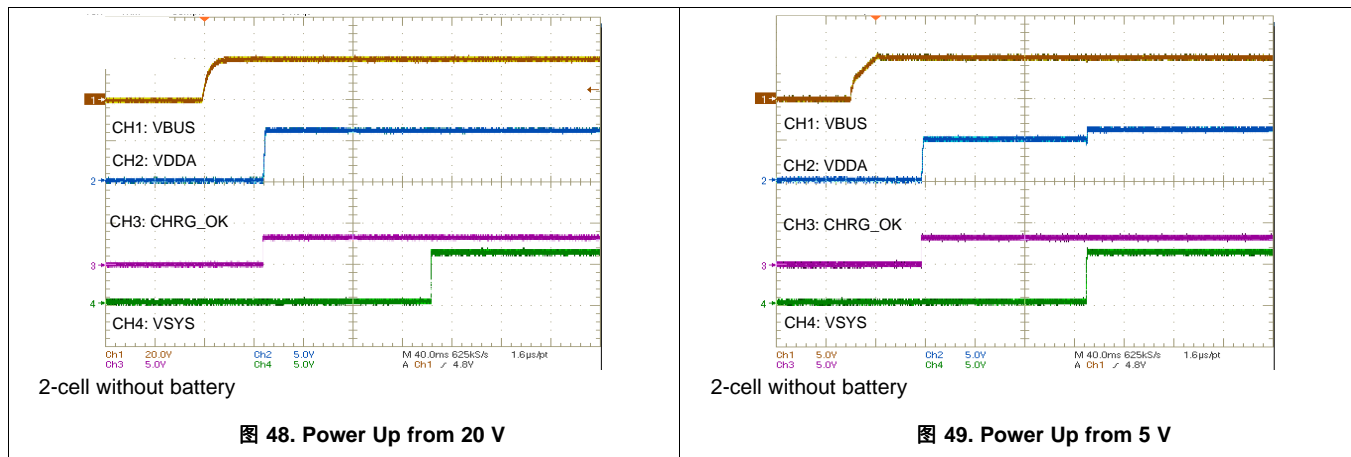 1
CH1: VBUS
CH2: VDDA
2
CH3: CHRG_OK
3
4
CH4: VSYS
Ch1 20.0V Ch2 5.0V M 40.0ms 625kS/s 1.6µs/pt
Ch3 5.0V Ch4 5.0V A Ch1 ∕ 4.8V
2-cell without battery
图 48. Power Up from 20 V
1
CH1: VBUS
CH2: VDDA
2
CH3: CHRG_OK
3
4
CH4: VSYS
Ch1 5.0V Ch2 5.0V M 40.0ms 625kS/s 1.6µs/pt
Ch3 5.0V Ch4 5.0V A Ch1 ∕ 4.8V
2-cell without battery
图 49. Power Up from 5 V